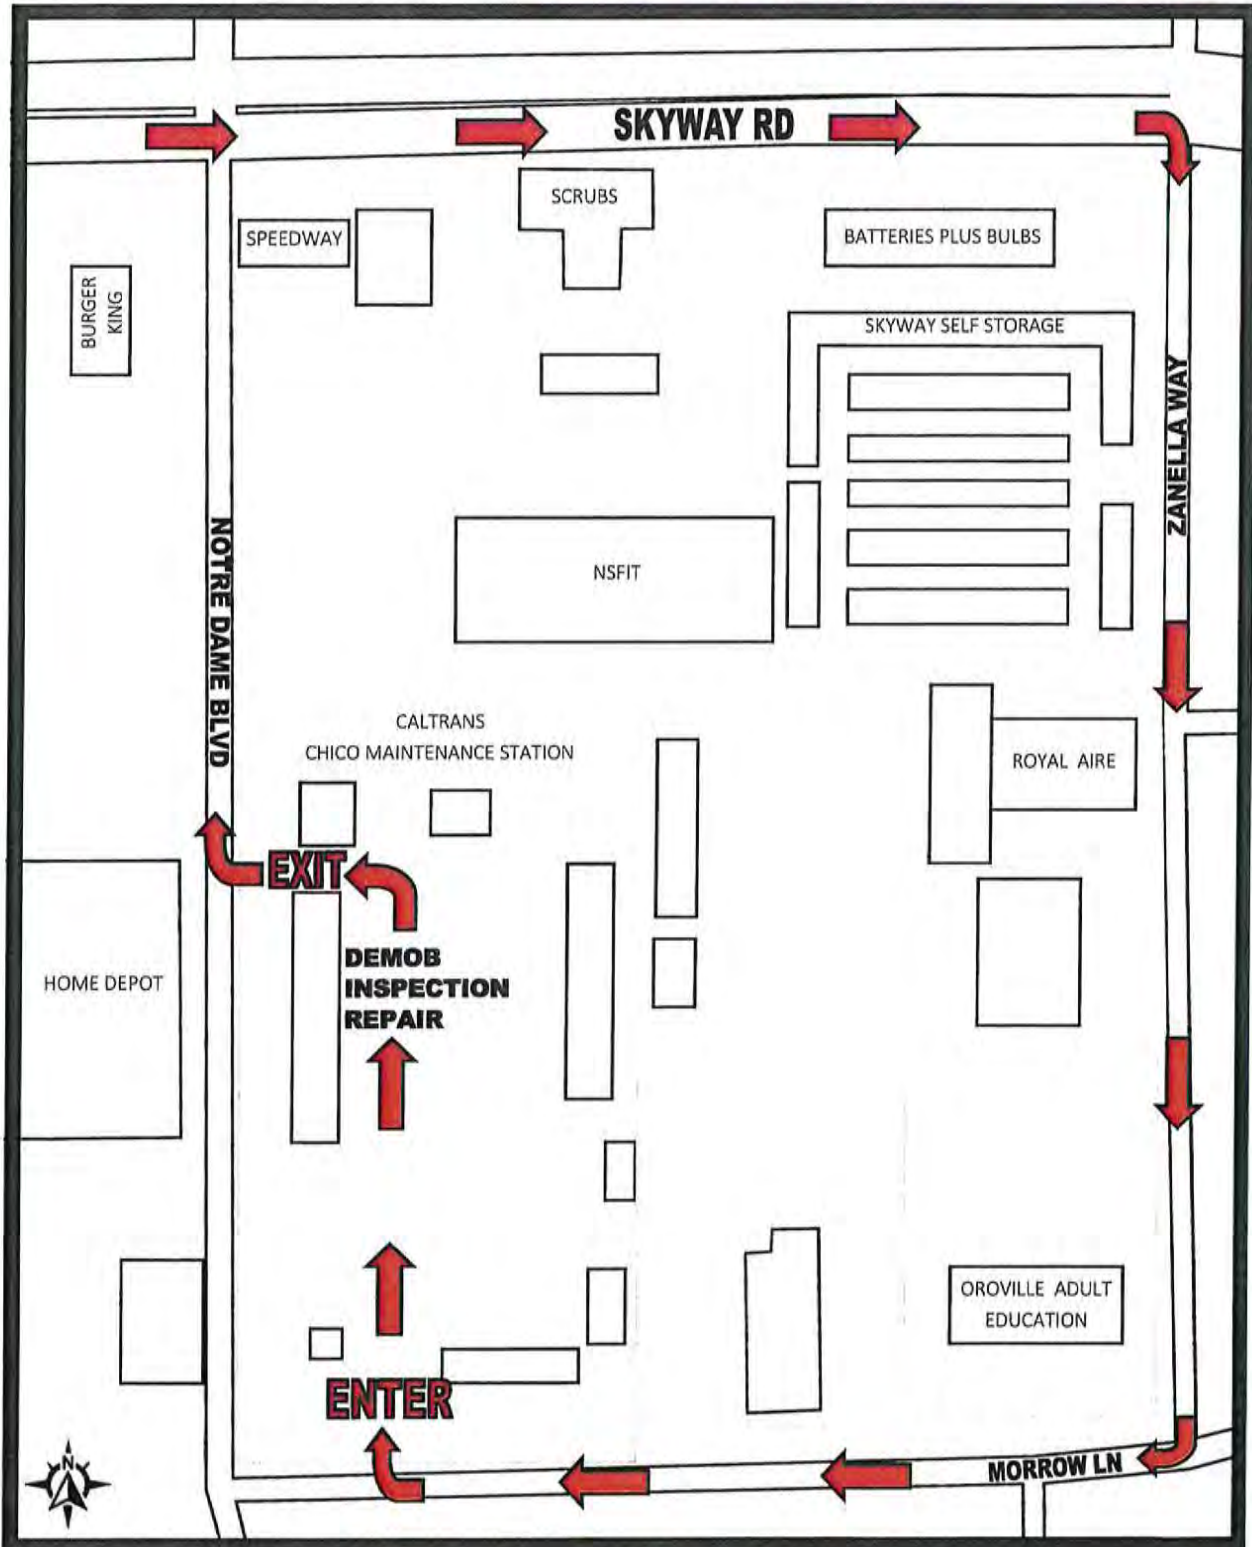 SKYWAY RD
SCRUBS
SPEEDWAY
BATTERIES PLUS BULBS
BURGER
KING
SKYWAY SELF STORAGE
ZANELLA WAY
NOTRE DAME BLVD
NSFIT
CALTRANS
CHICO MAINTENANCE STATION
ROYAL AIRE
EXIT
DEMOB
INSPECTION
REPAIR
HOME DEPOT
OROVILLE ADULT
EDUCATION
ENTER
MORROW LN
N